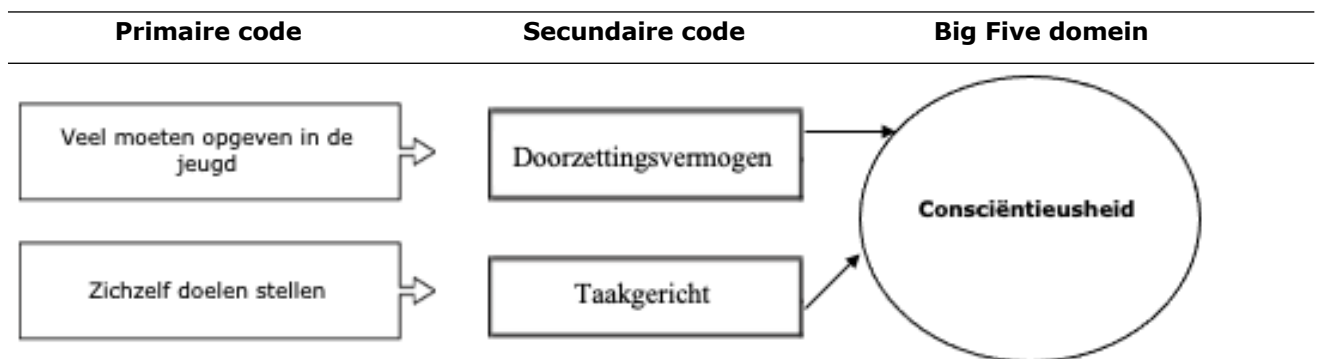 Primaire code Secundaire code Big Five domein
Veel moeten opgeven in de
jeugd
Doorzettingsvermogen
Consciëntieusheid
Zichzelf doelen stellen
Taakgericht